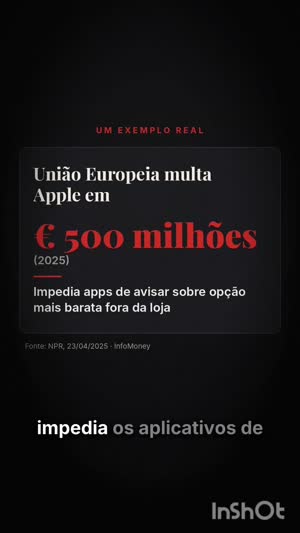 UM EXEMPLO REAL
União Europeia multa
Apple em
€ 500 milhões
(2025)
Impedia apps de avisar sobre opção
mais barata fora da loja
Fonte: NPR, 23/04/2025 · InfoMoney
impedia os aplicativos de
InShOt